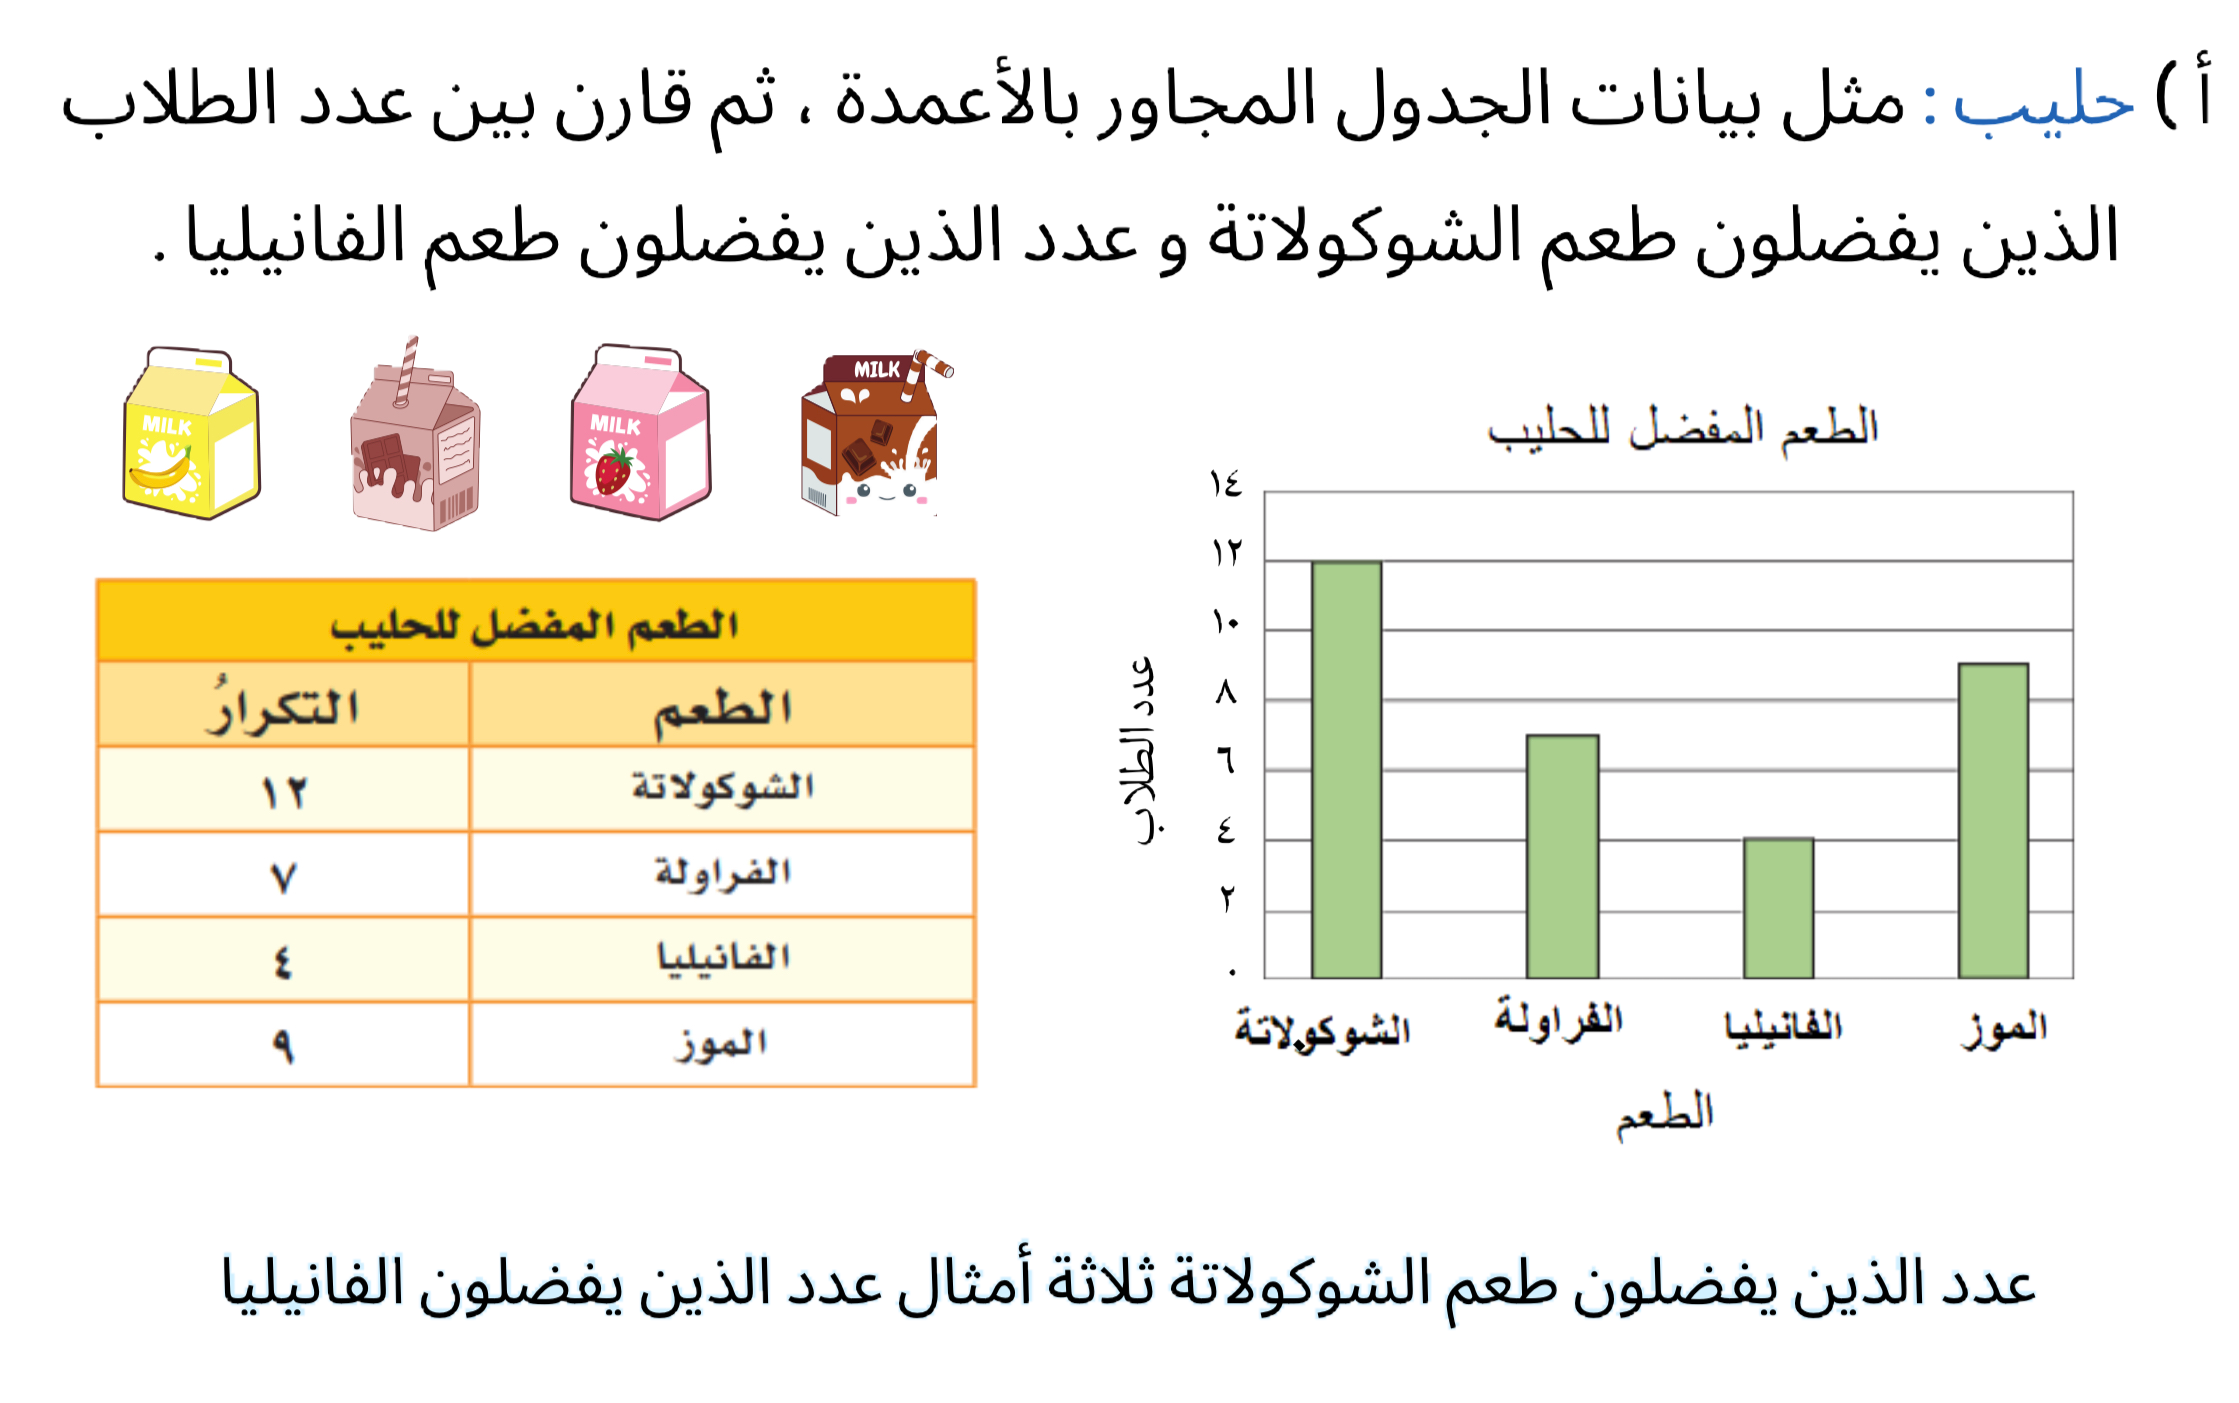 أ ) حليب : مثل بيانات الجدول المجاور بالأعمدة ، ثم قارن بين عدد الطلاب
الذين يفضلون طعم الشوكولاتة و عدد الذين يفضلون طعم الفانيليا .
MILK
MILK
MILK
الطعم المفضل للحليب
١٤
١٢
١٠
٨
٦
٤
٢
٠
عدد الطلاب
الشوكولاتة الفراولة الفانيليا الموز
الطعم
الطعم المفضل للحليب
الطعم التكرارُ
الشوكولاتة ١٢
الفراولة ٧
الفانيليا ٤
الموز ٩
عدد الذين يفضلون طعم الشوكولاتة ثلاثة أمثال عدد الذين يفضلون الفانيليا